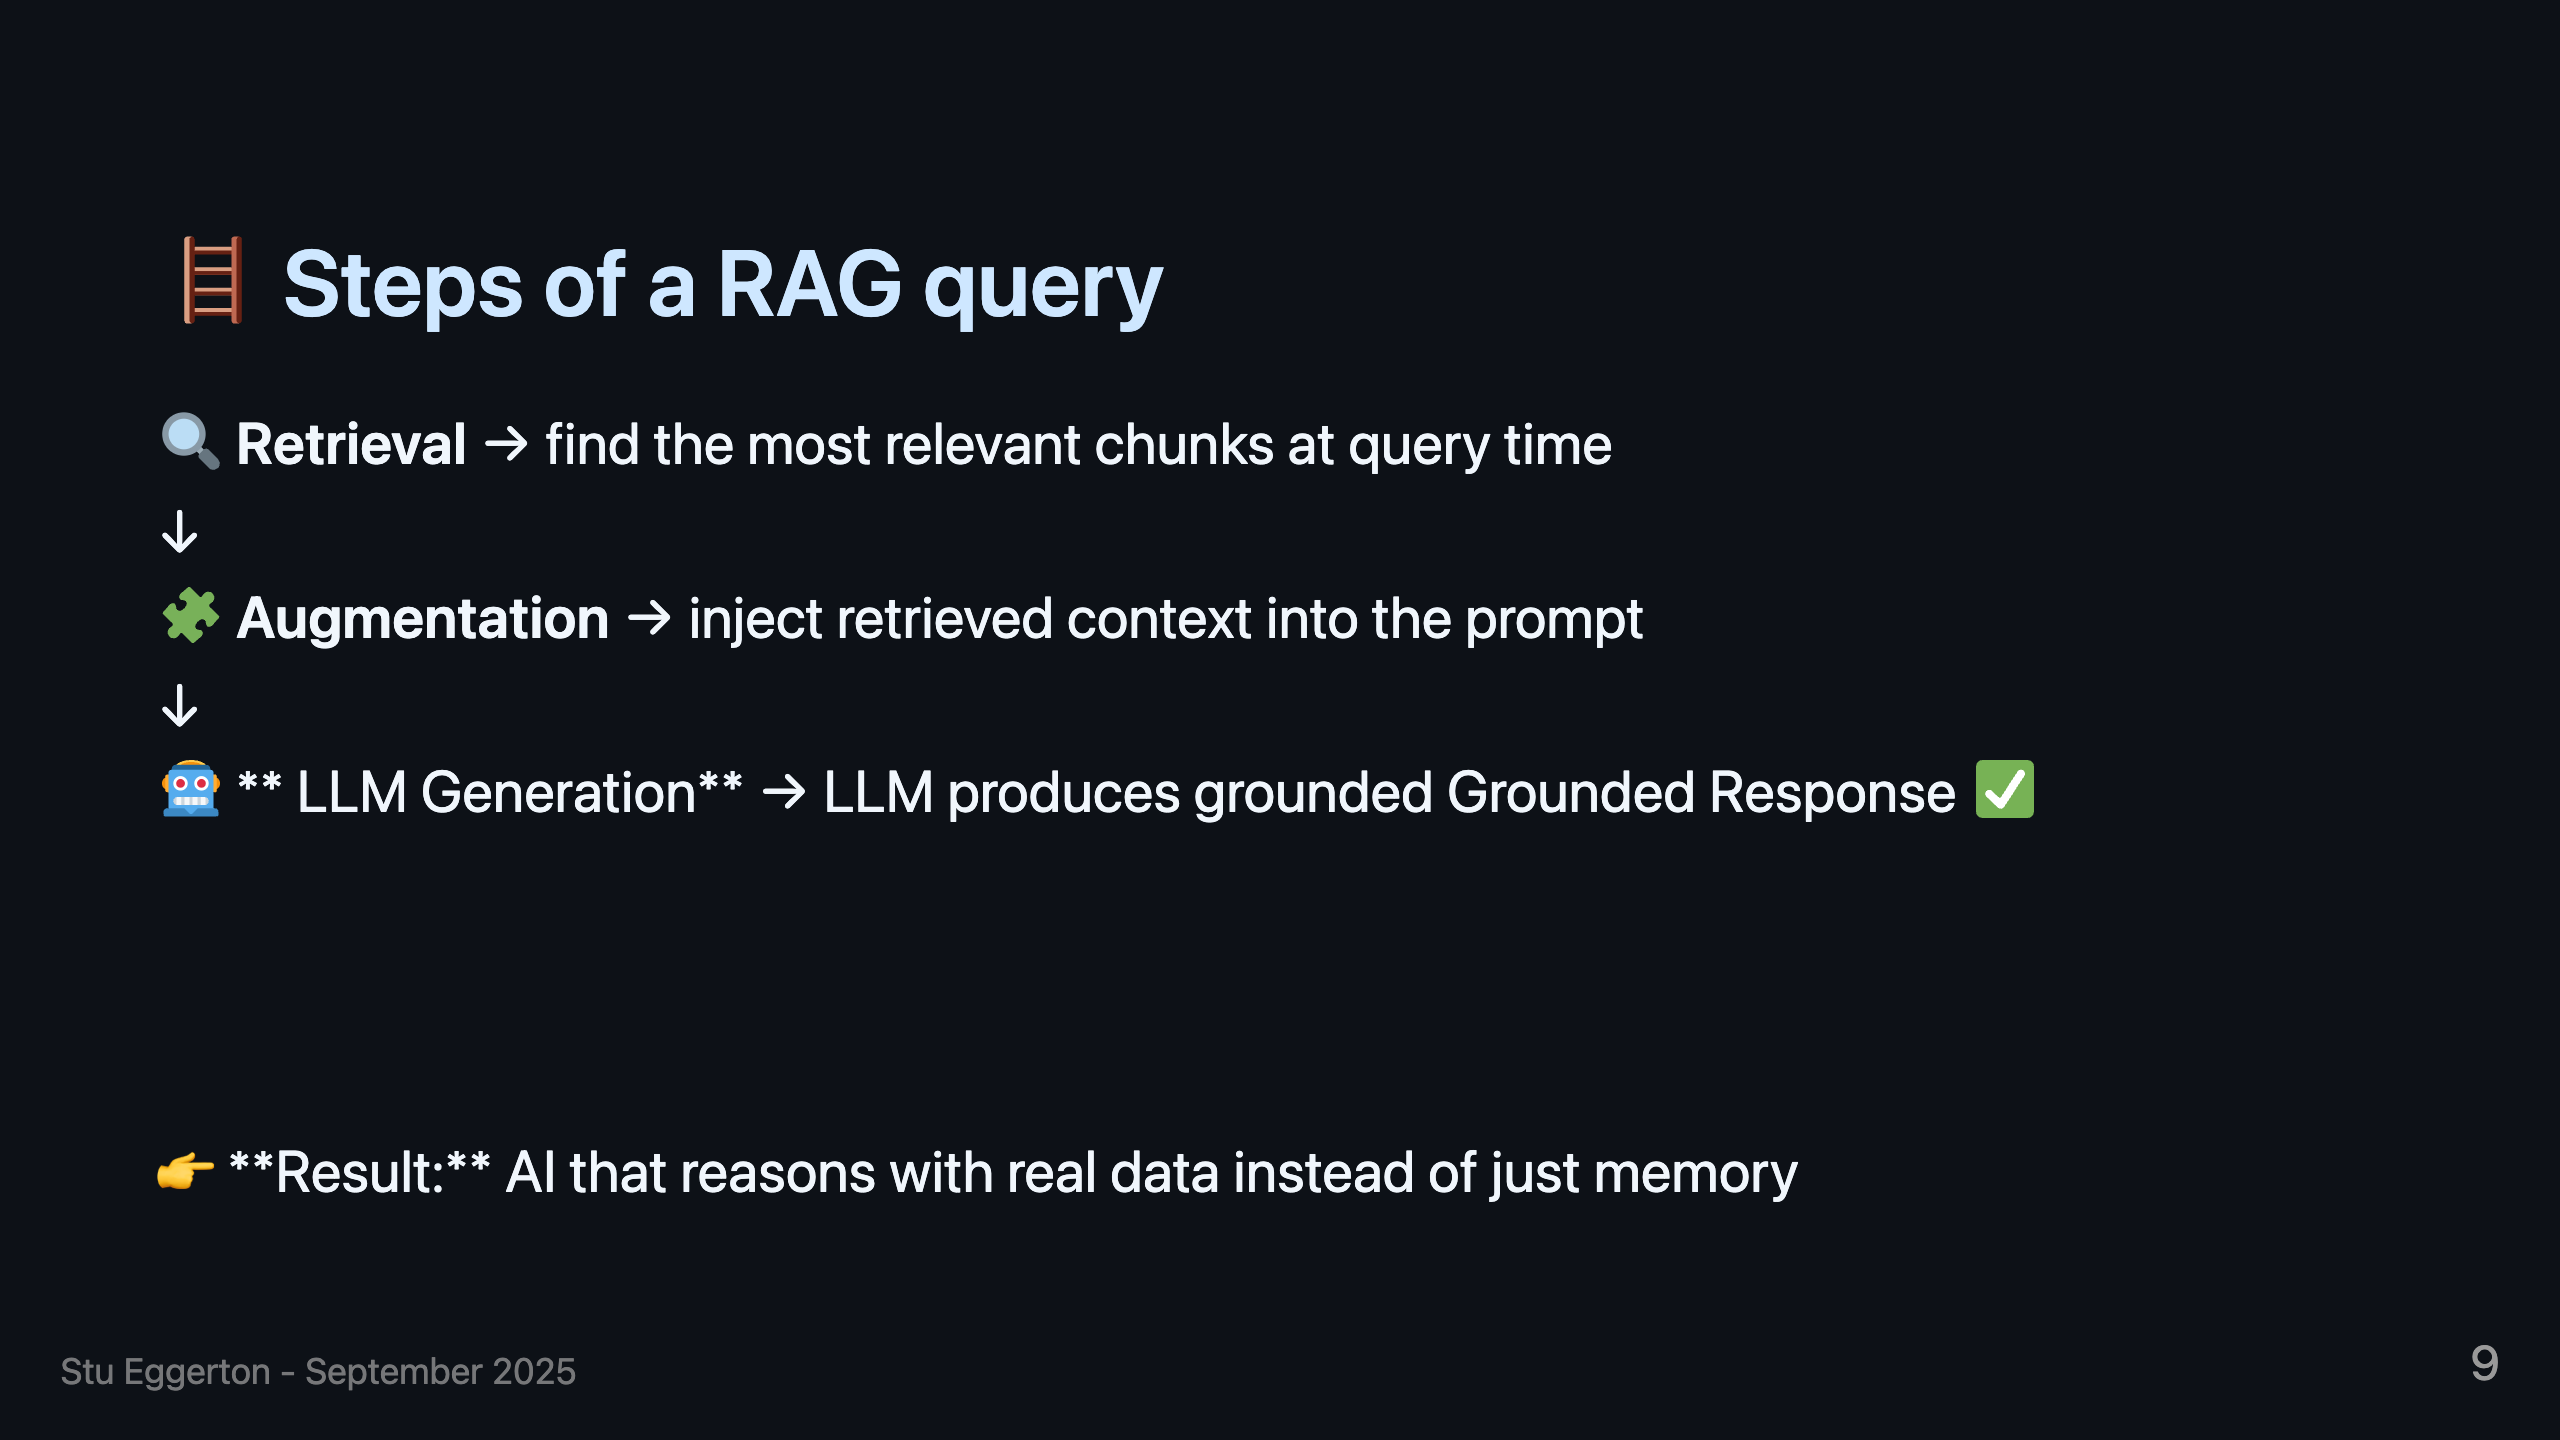 🪜 Steps of a RAG query
🔍 Retrieval → find the most relevant chunks at query time
↓
🧩 Augmentation → inject retrieved context into the prompt
↓
🤖 ** LLM Generation** → LLM produces grounded Grounded Response ✅
👉 **Result:** AI that reasons with real data instead of just memory
Stu Eggerton - September 2025
9